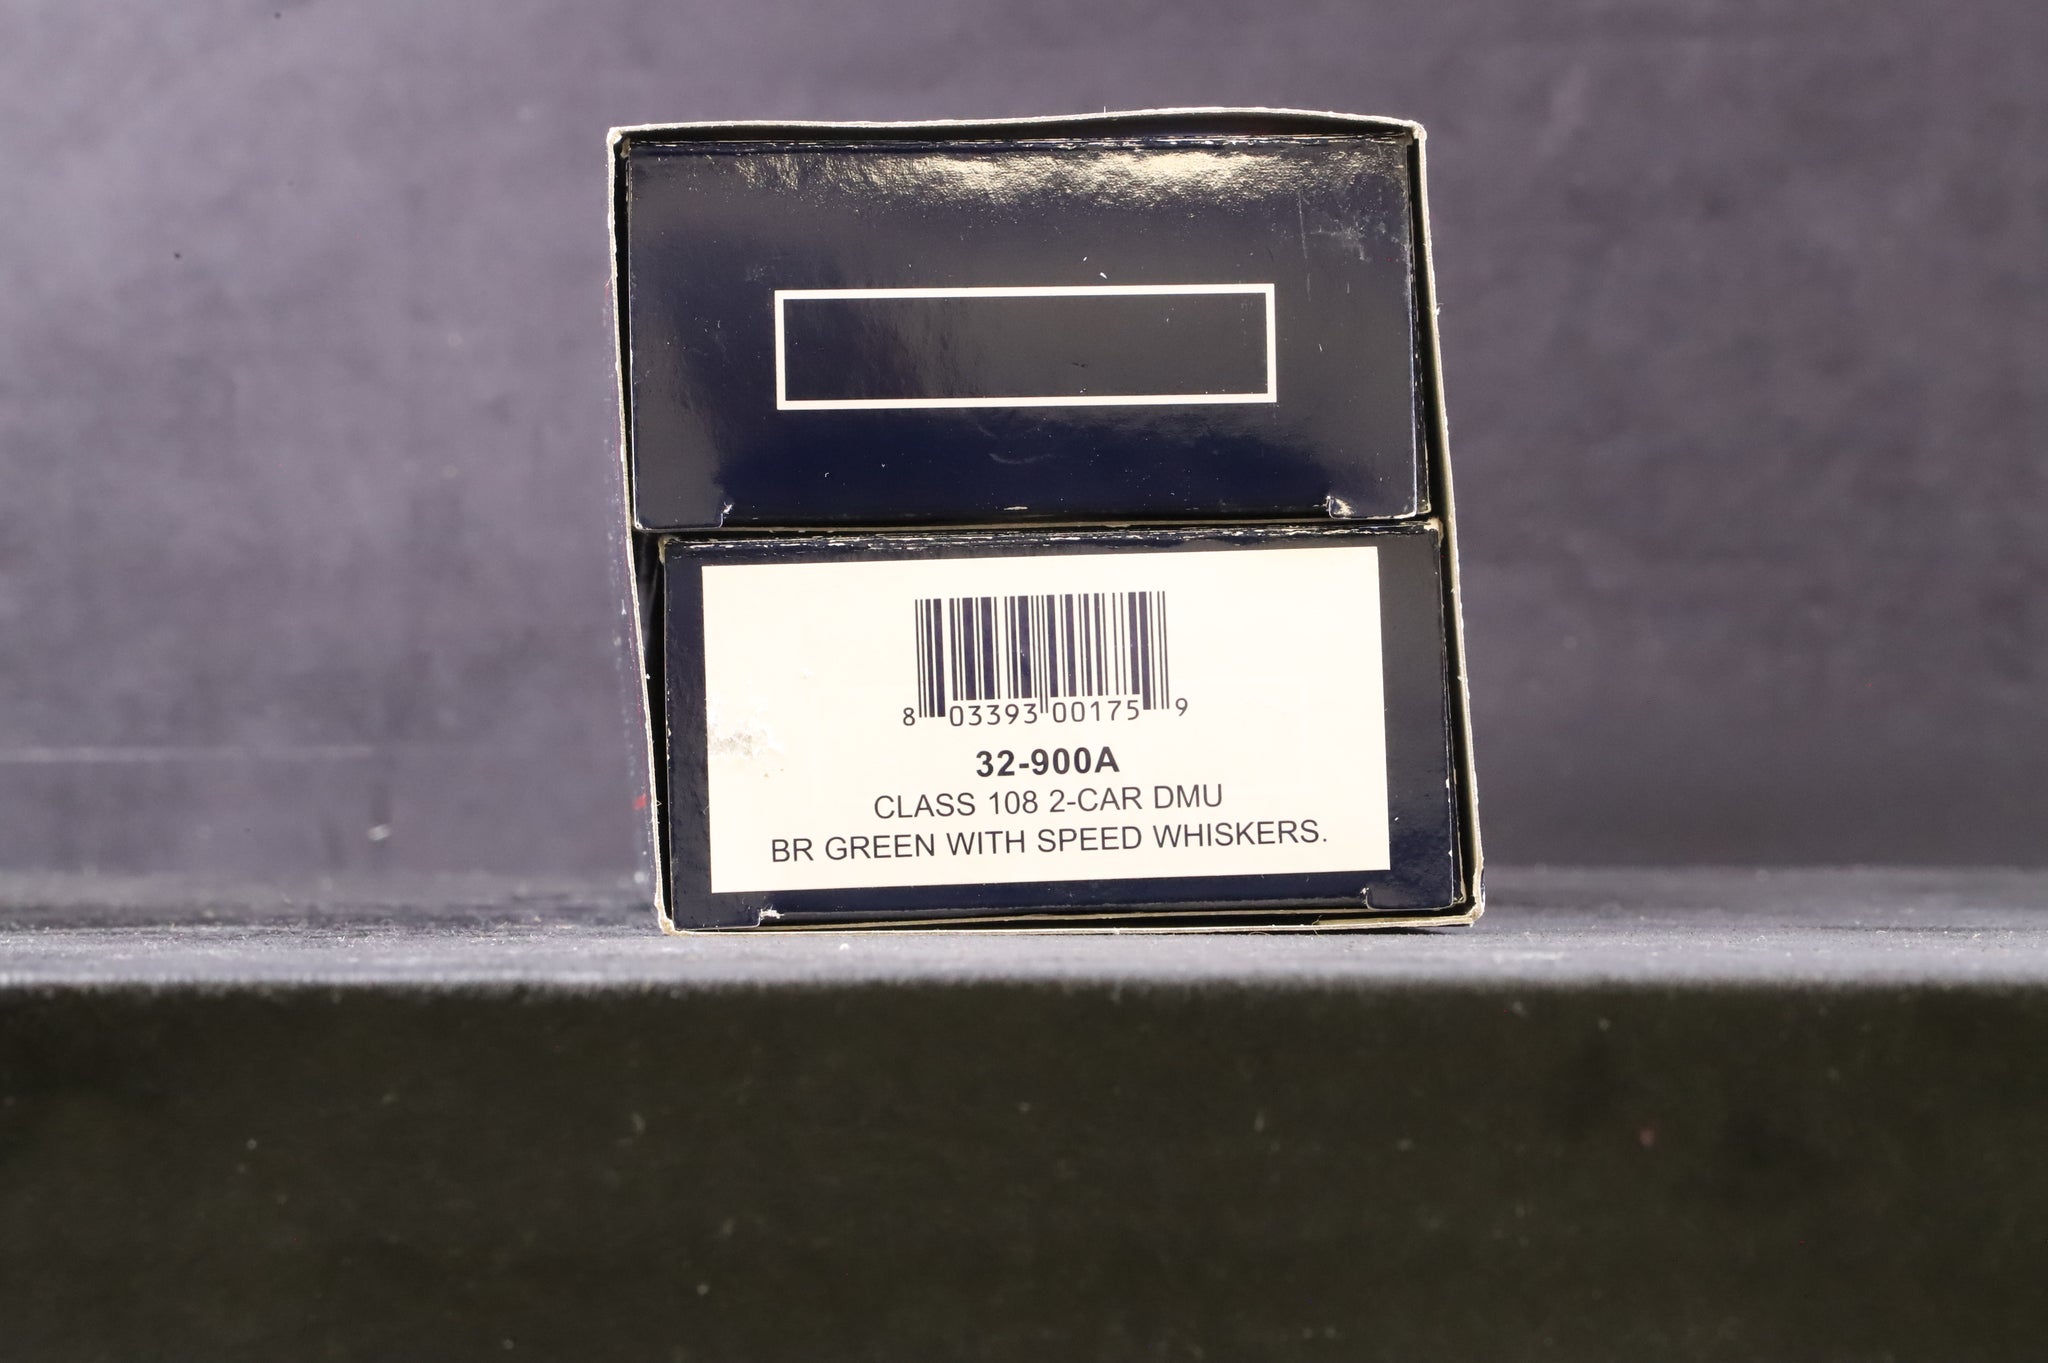 8 03393 00175 9
32-900A
CLASS 108 2-CAR DMU
BR GREEN WITH SPEED WHISKERS.